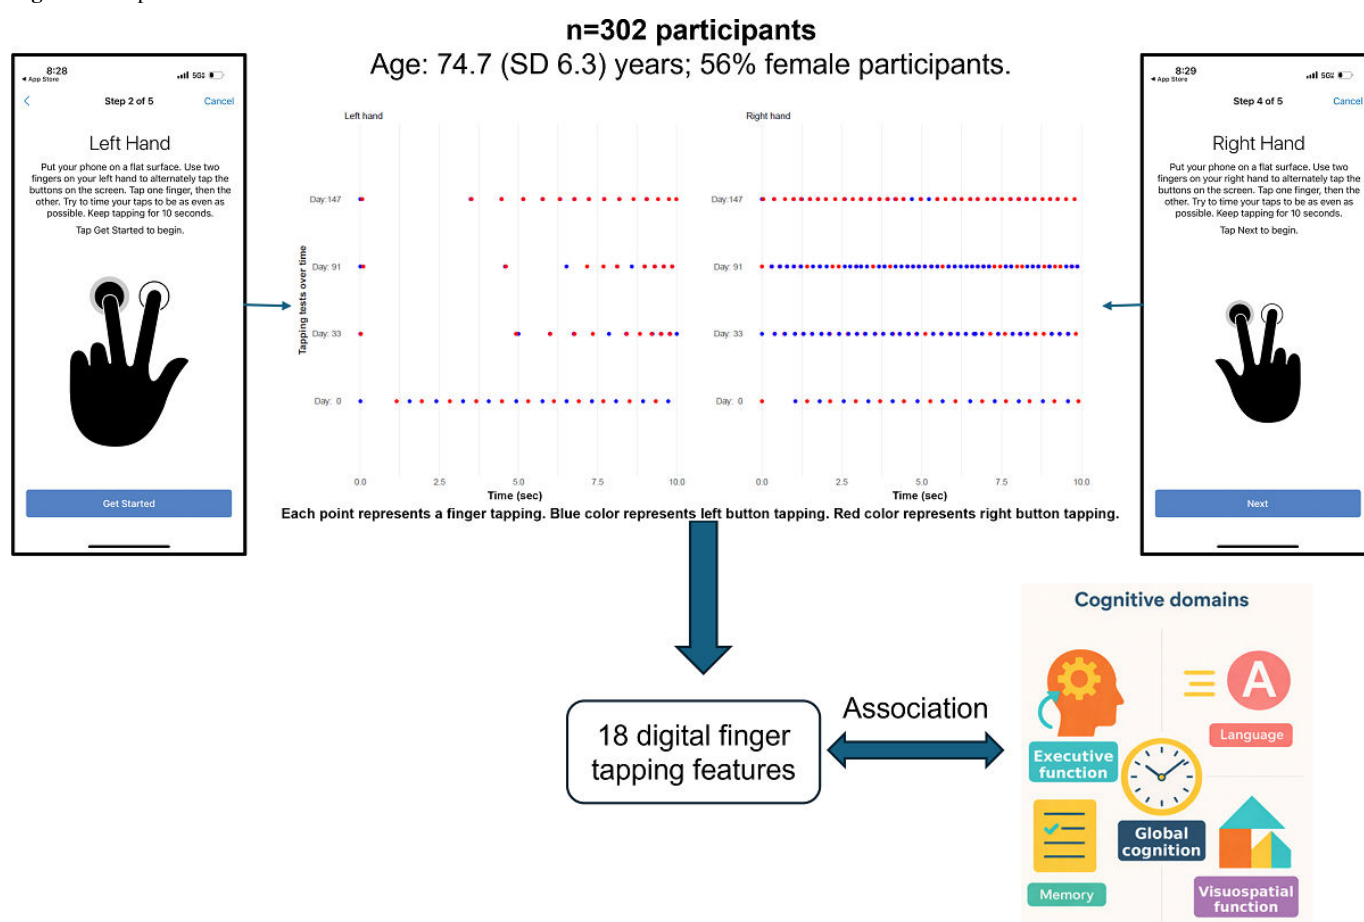 n=302 participants
Age: 74.7 (SD 6.3) years; 56% female participants.
8:28
App Store
5G
Step 2 of 5
Cancel
Left Hand
Put your phone on a flat surface. Use two
fingers on your left hand to alternately tap the
buttons on the screen. Tap one finger, then the
other. Try to time your taps to be as even as
possible. Keep tapping for 10 seconds.
Tap Get Started to begin.
Get Started
Left hand
Tapping tests over time
Day:147
Day: 91
Day: 33
Day: 0
0.0 2.5 5.0 7.5 10.0
Time (sec)
Right hand
Day:147
Day: 91
Day: 33
Day: 0
0.0 2.5 5.0 7.5 10.0
Time (sec)
Each point represents a finger tapping. Blue color represents left button tapping. Red color represents right button tapping.
8:29
App Store
5G
Step 4 of 5
Cancel
Right Hand
Put your phone on a flat surface. Use two
fingers on your right hand to alternately tap the
buttons on the screen. Tap one finger, then the
other. Try to time your taps to be as even as
possible. Keep tapping for 10 seconds.
Tap Next to begin.
Next
18 digital finger
tapping features
Association
Cognitive domains
Executive
function
A
Language
Global
cognition
Memory
Visuospatial
function